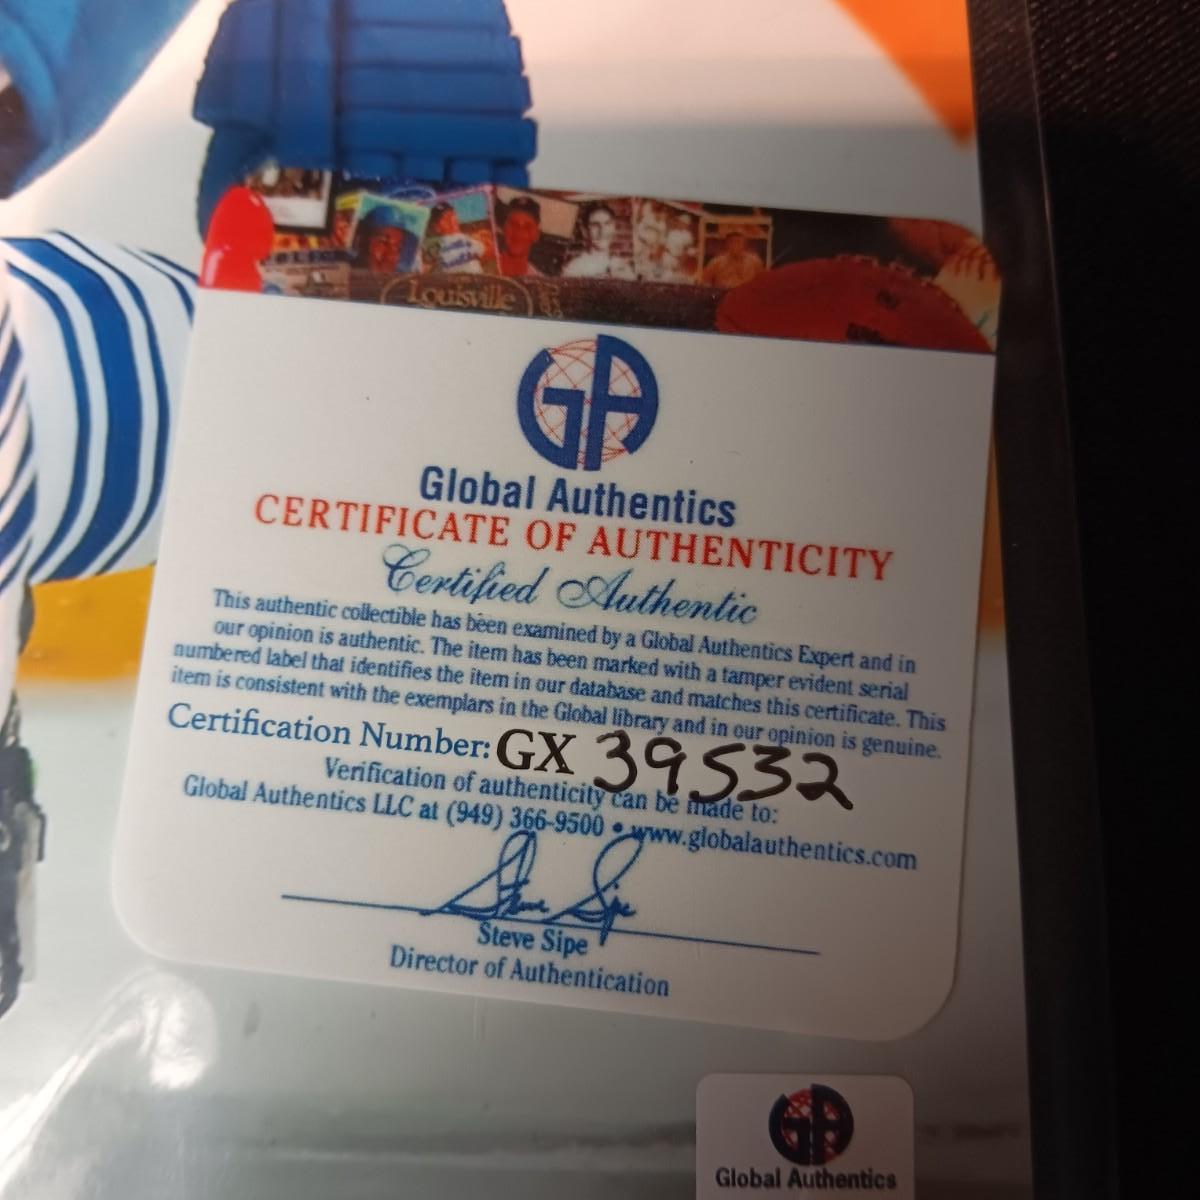 Louisville
GA
Global Authentics
CERTIFICATE OF AUTHENTICITY
Certified Authentic
This authentic collectible has been examined by a Global Authentics Expert and in
our opinion is authentic. The item has been marked with a tamper evident serial
numbered label that identifies the item in our database and matches this certificate. This
item is consistent with the exemplars in the Global library and in our opinion is genuine.
Certification Number: GX 39532
Verification of authenticity can be made to:
Global Authentics LLC at (949) 366-9500 • www.globalauthentics.com
Steve Sipe
Steve Sipe
Director of Authentication
GA
Global Authentics